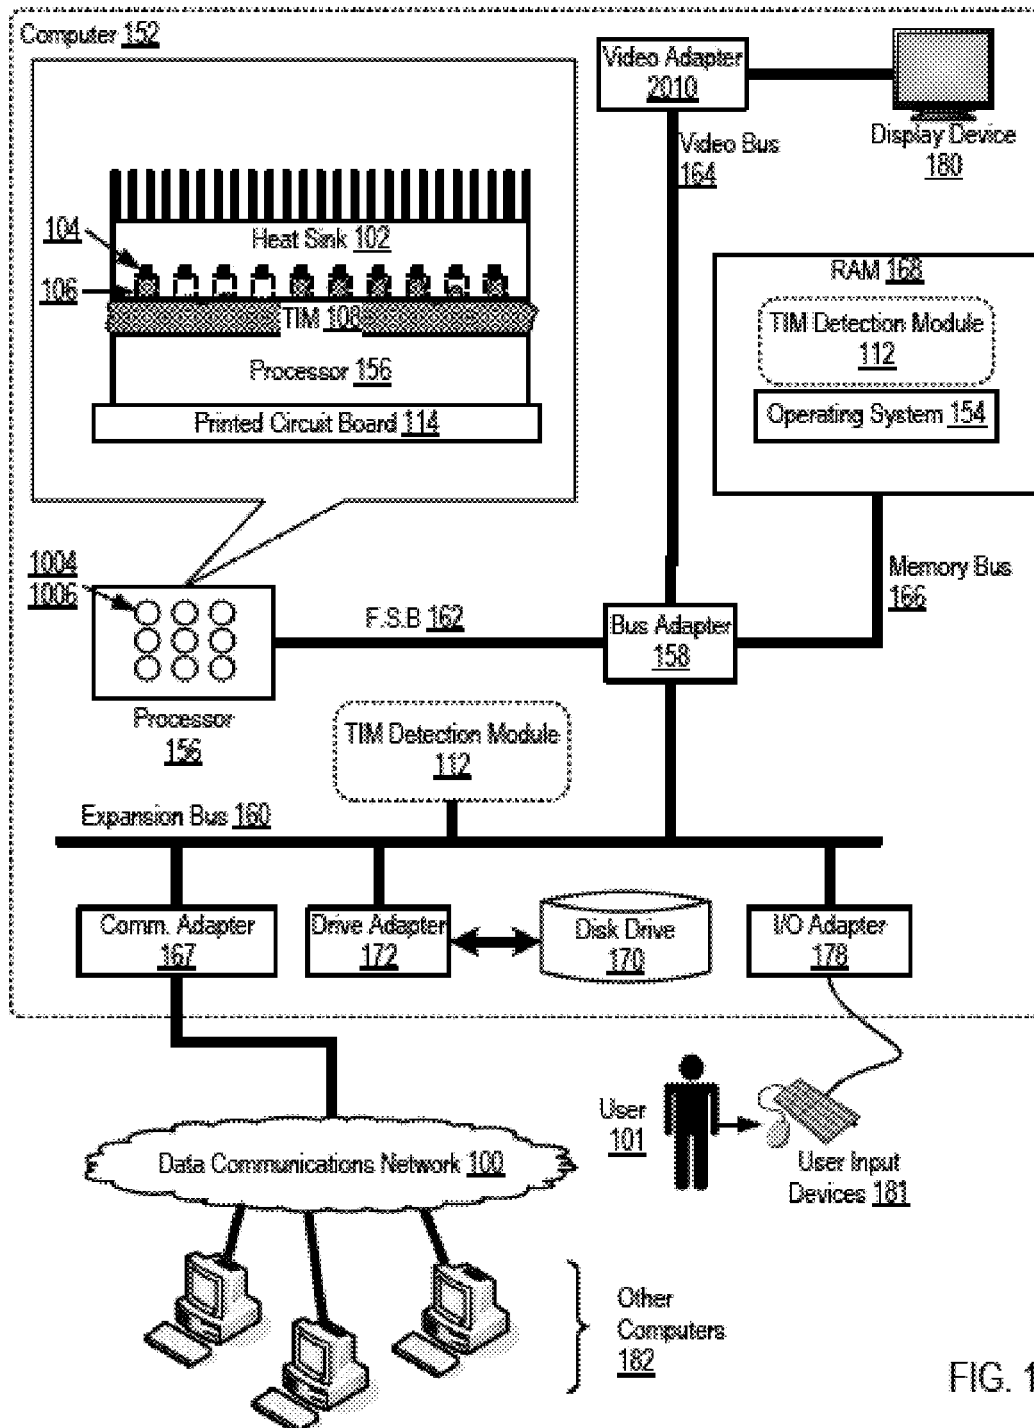 Computer 152
Video Adapter
2010
Display Device
180
Video Bus
164
104
Heat Sink 102
106
TIM 108
Processor 156
Printed Circuit Board 114
RAM 168
TIM Detection Module
112
Operating System 154
1004
1006
F.S.B 162
Bus Adapter
158
Memory Bus
166
Processor
156
TIM Detection Module
112
Expansion Bus 160
Comm. Adapter
167
Drive Adapter
172
Disk Drive
170
I/O Adapter
178
User
101
User Input
Devices 181
Data Communications Network 100
Other
Computers
182
FIG. 1